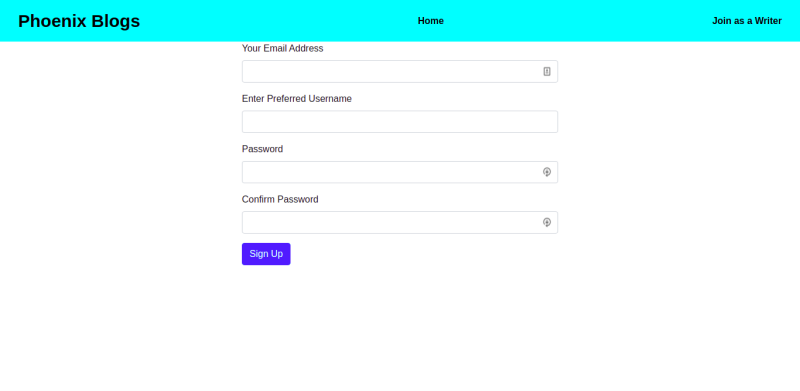 Phoenix Blogs
Home
Join as a Writer
Your Email Address
Enter Preferred Username
Password
Confirm Password
Sign Up